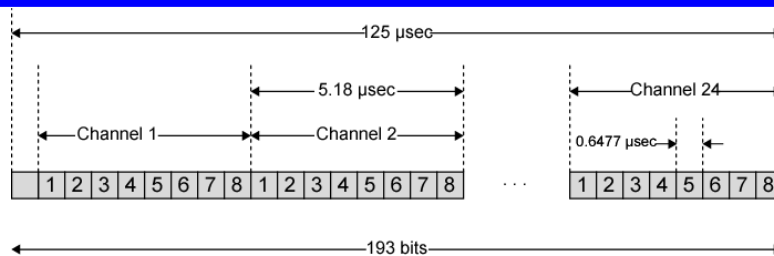 125 μsec
5.18 μsec
Channel 24
Channel 1
Channel 2
0.6477 μsec
1 2 3 4 5 6 7 8 1 2 3 4 5 6 7 8 . . . 1 2 3 4 5 6 7 8
193 bits